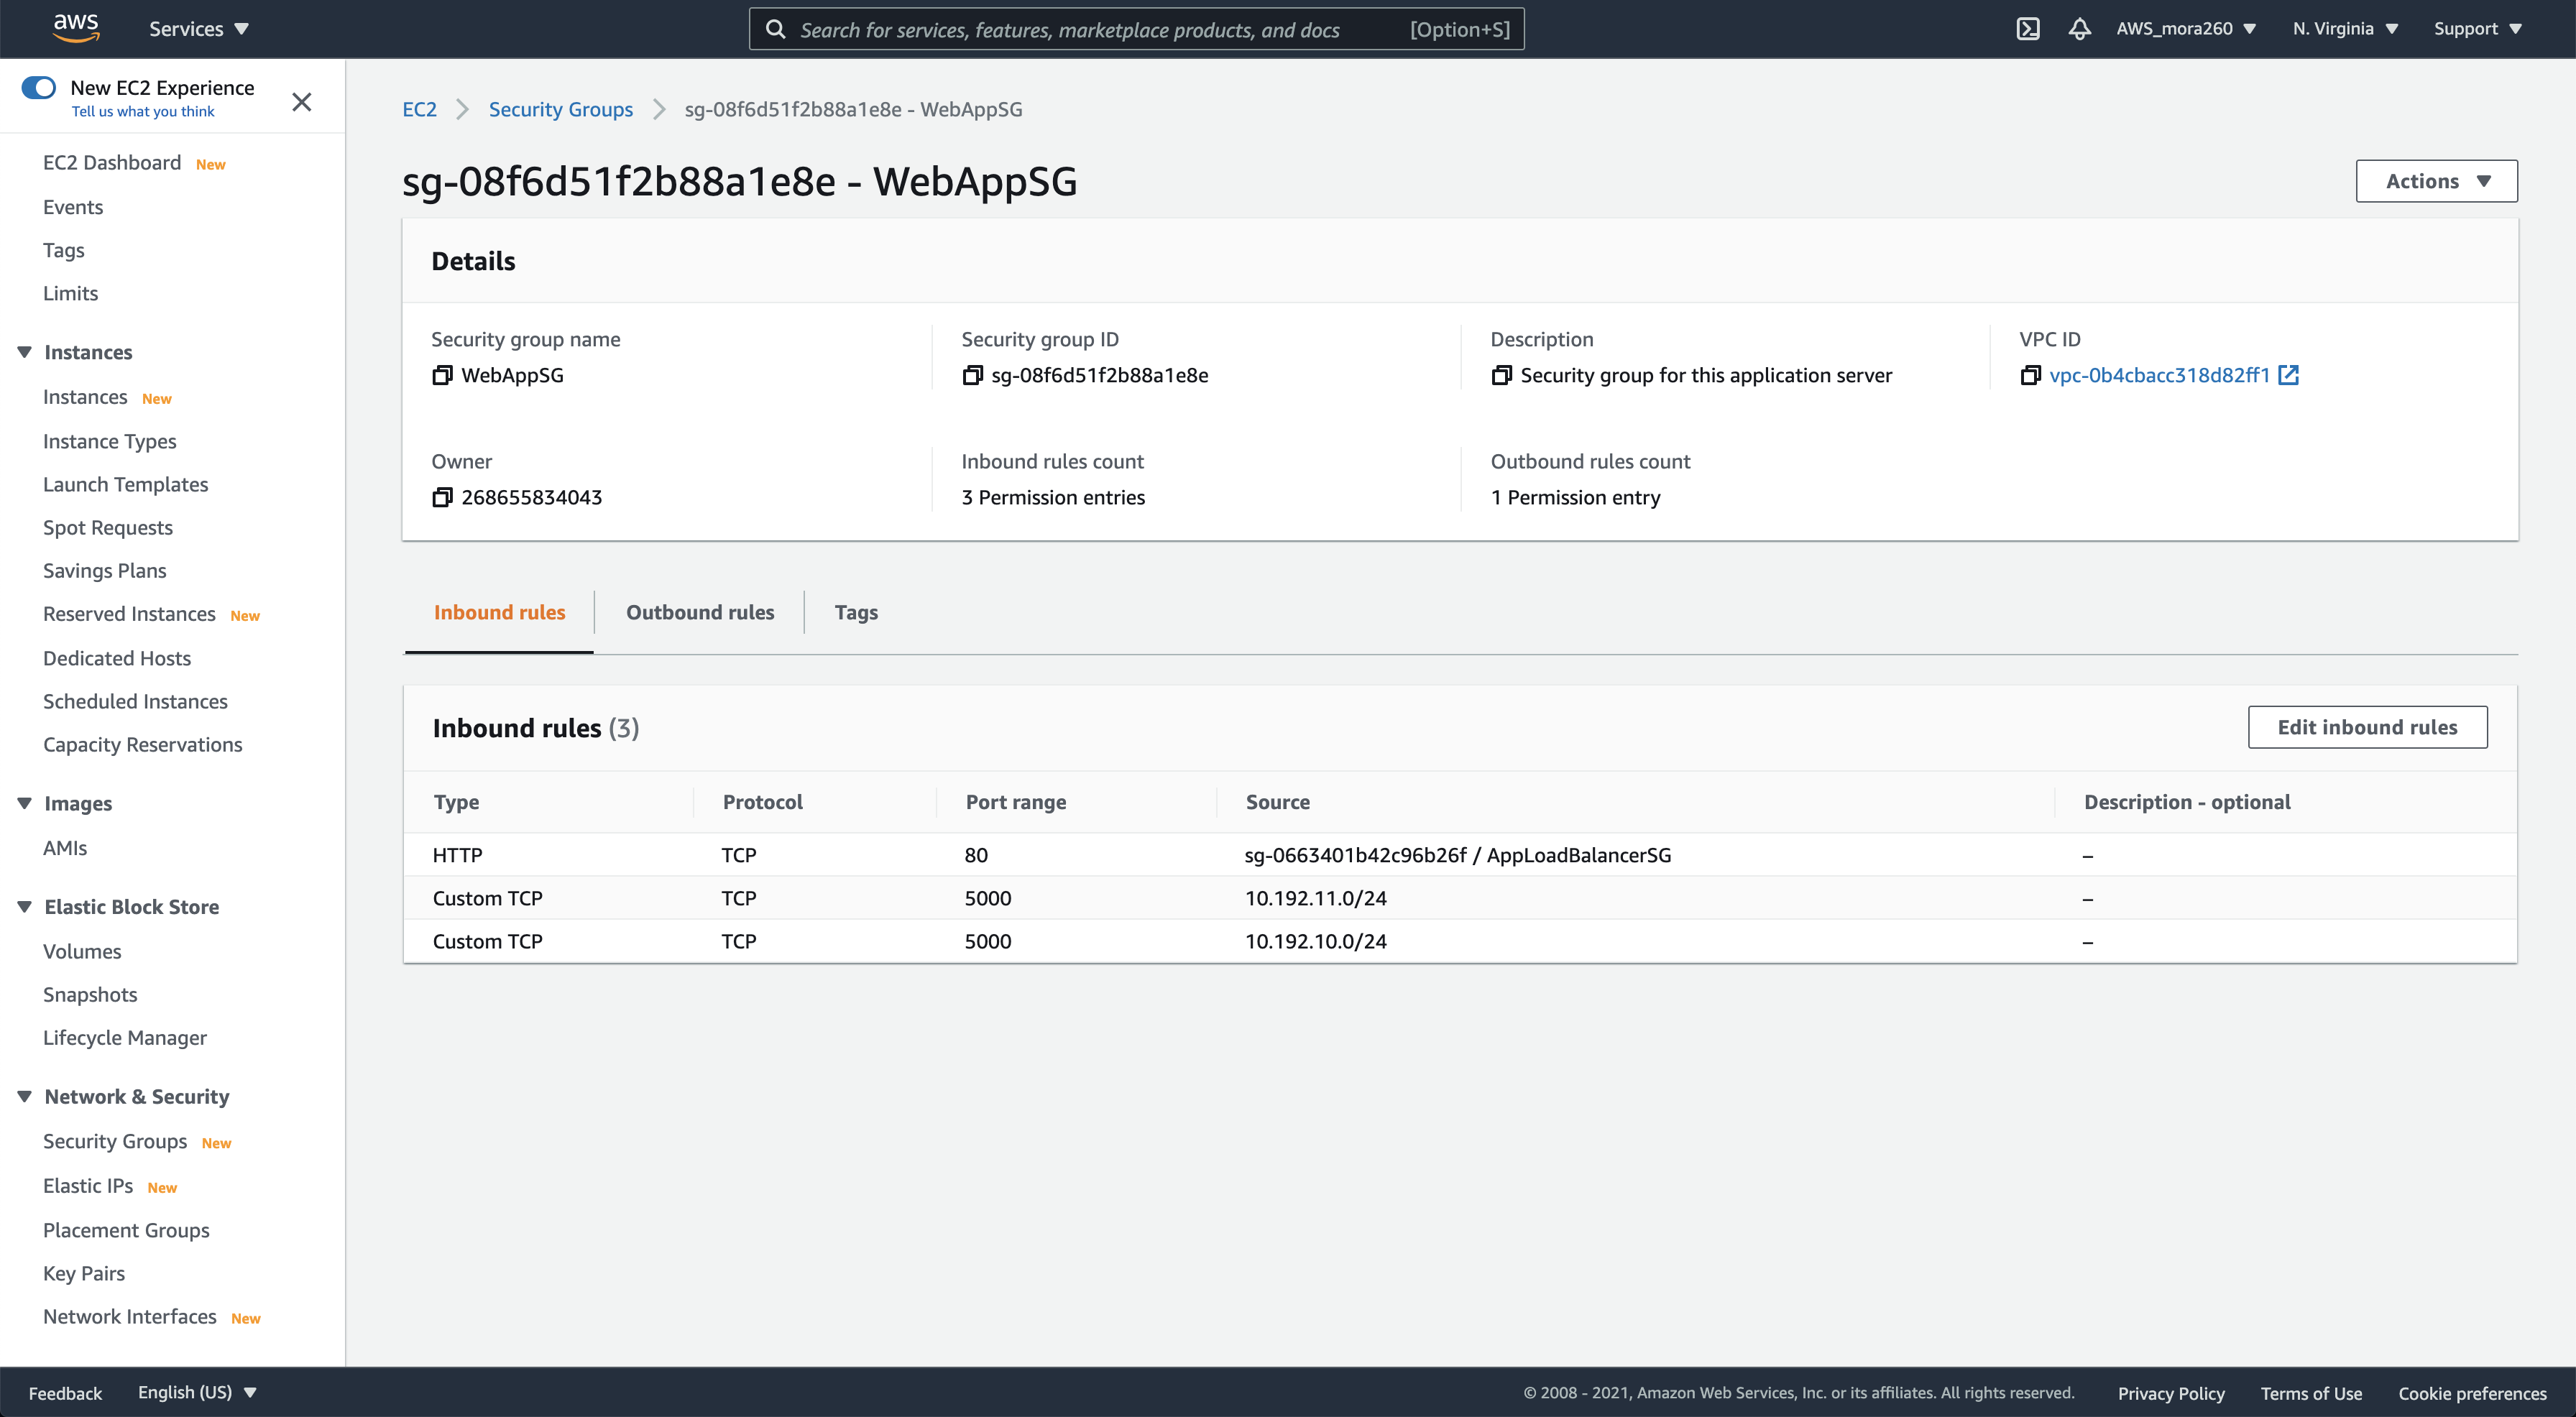 aws Services Search for services, features, marketplace products, and docs [Option+S] AWS_mora260 N. Virginia Support
New EC2 Experience
Tell us what you think
EC2 Dashboard New
Events
Tags
Limits
Instances
Instances New
Instance Types
Launch Templates
Spot Requests
Savings Plans
Reserved Instances New
Dedicated Hosts
Scheduled Instances
Capacity Reservations
Images
AMIs
Elastic Block Store
Volumes
Snapshots
Lifecycle Manager
Network & Security
Security Groups New
Elastic IPs New
Placement Groups
Key Pairs
Network Interfaces New
EC2 Security Groups sg-08f6d51f2b88a1e8e - WebAppSG
sg-08f6d51f2b88a1e8e - WebAppSG Actions
Details
Security group name Security group ID Description VPC ID
WebAppSG sg-08f6d51f2b88a1e8e Security group for this application server vpc-0b4cbacc318d82ff1
Owner Inbound rules count Outbound rules count
268655834043 3 Permission entries 1 Permission entry
Inbound rules Outbound rules Tags
Inbound rules (3) Edit inbound rules
Type Protocol Port range Source Description - optional
HTTP TCP 80 sg-0663401b42c96b26f / AppLoadBalancerSG –
Custom TCP TCP 5000 10.192.11.0/24 –
Custom TCP TCP 5000 10.192.10.0/24 –
Feedback English (US) © 2008 - 2021, Amazon Web Services, Inc. or its affiliates. All rights reserved. Privacy Policy Terms of Use Cookie preferences